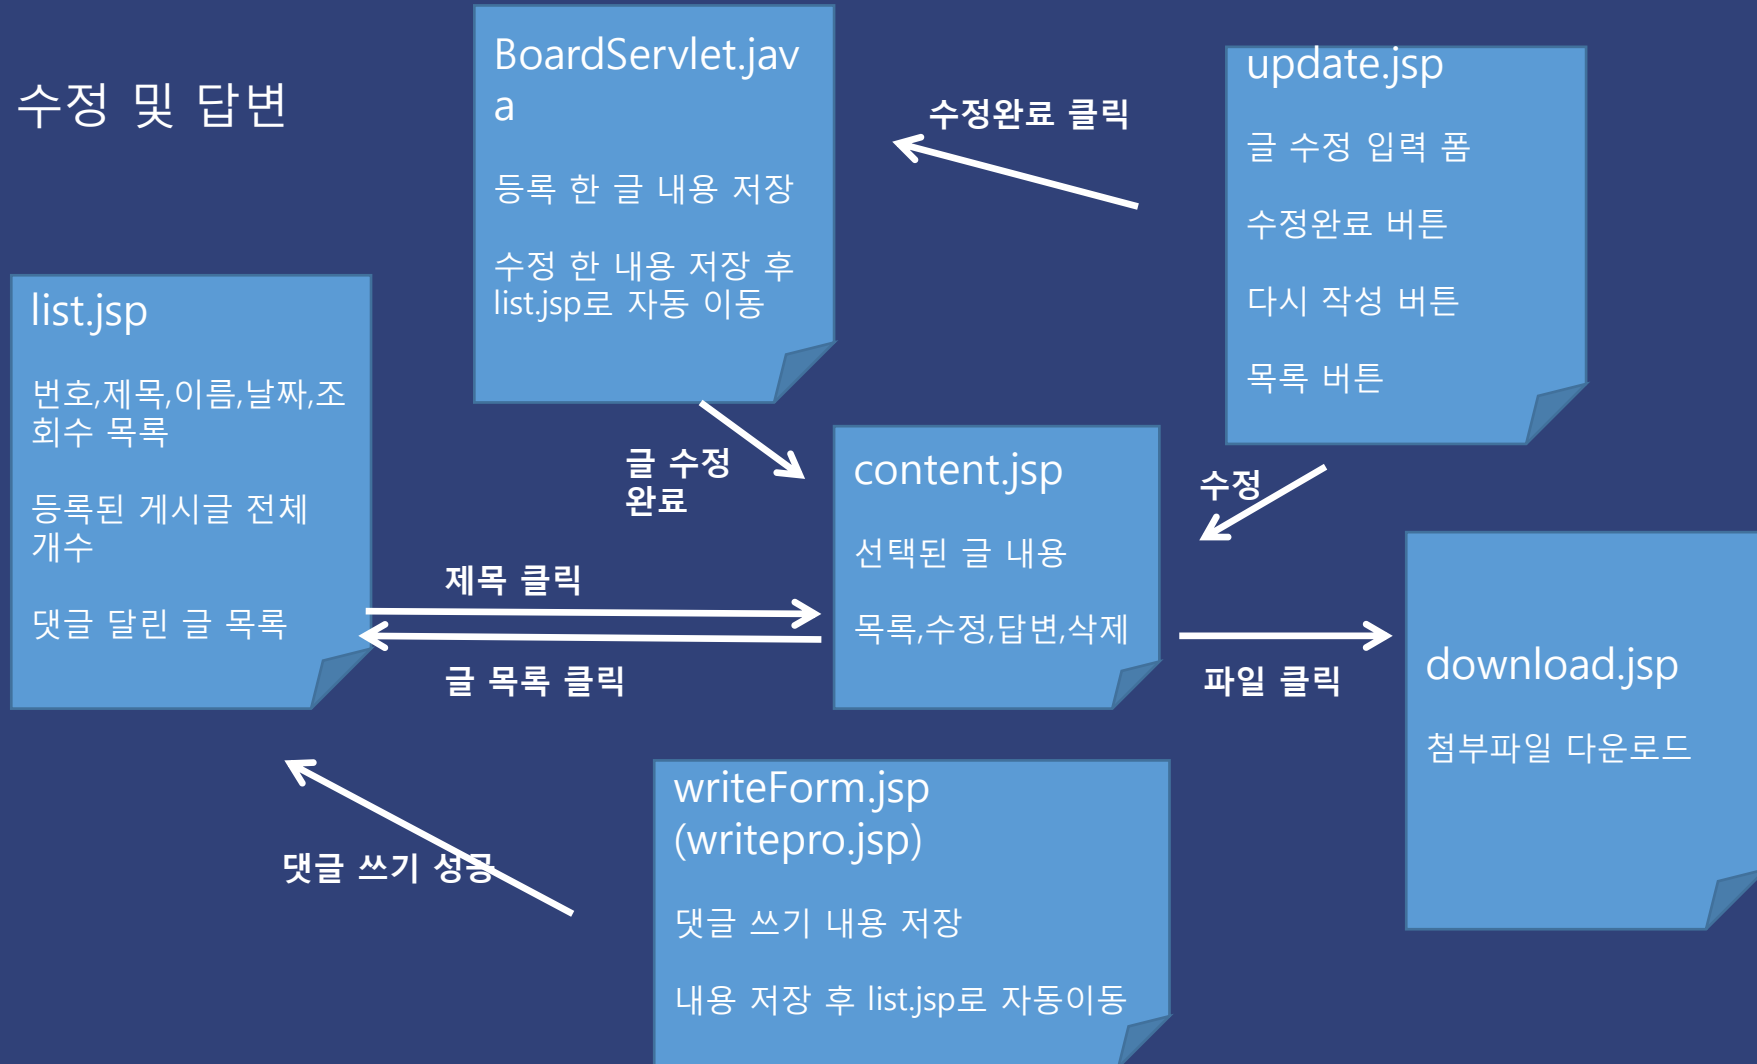 수정 및 답변
BoardServlet.jav
a
등록 한 글 내용 저장
수정 한 내용 저장 후
list.jsp로 자동 이동
수정완료 클릭
update.jsp
글 수정 입력 폼
수정완료 버튼
다시 작성 버튼
목록 버튼
list.jsp
번호,제목,이름,날짜,조
회수 목록
등록된 게시글 전체
개수
댓글 달린 글 목록
글 수정
완료
제목 클릭
글 목록 클릭
content.jsp
선택된 글 내용
목록,수정,답변,삭제
수정
파일 클릭
download.jsp
첨부파일 다운로드
댓글 쓰기 성공
writeForm.jsp
(writepro.jsp)
댓글 쓰기 내용 저장
내용 저장 후 list.jsp로 자동이동